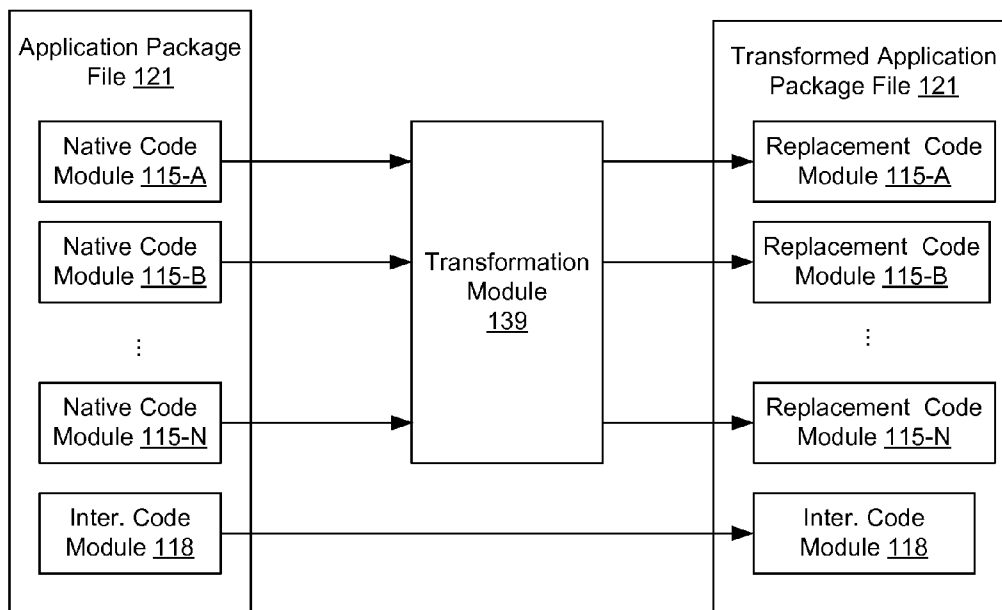 Application Package
File 121
Native Code
Module 115-A
Native Code
Module 115-B
...
Native Code
Module 115-N
Inter. Code
Module 118
Transformation
Module
139
Transformed Application
Package File 121
Replacement Code
Module 115-A
Replacement Code
Module 115-B
...
Replacement Code
Module 115-N
Inter. Code
Module 118